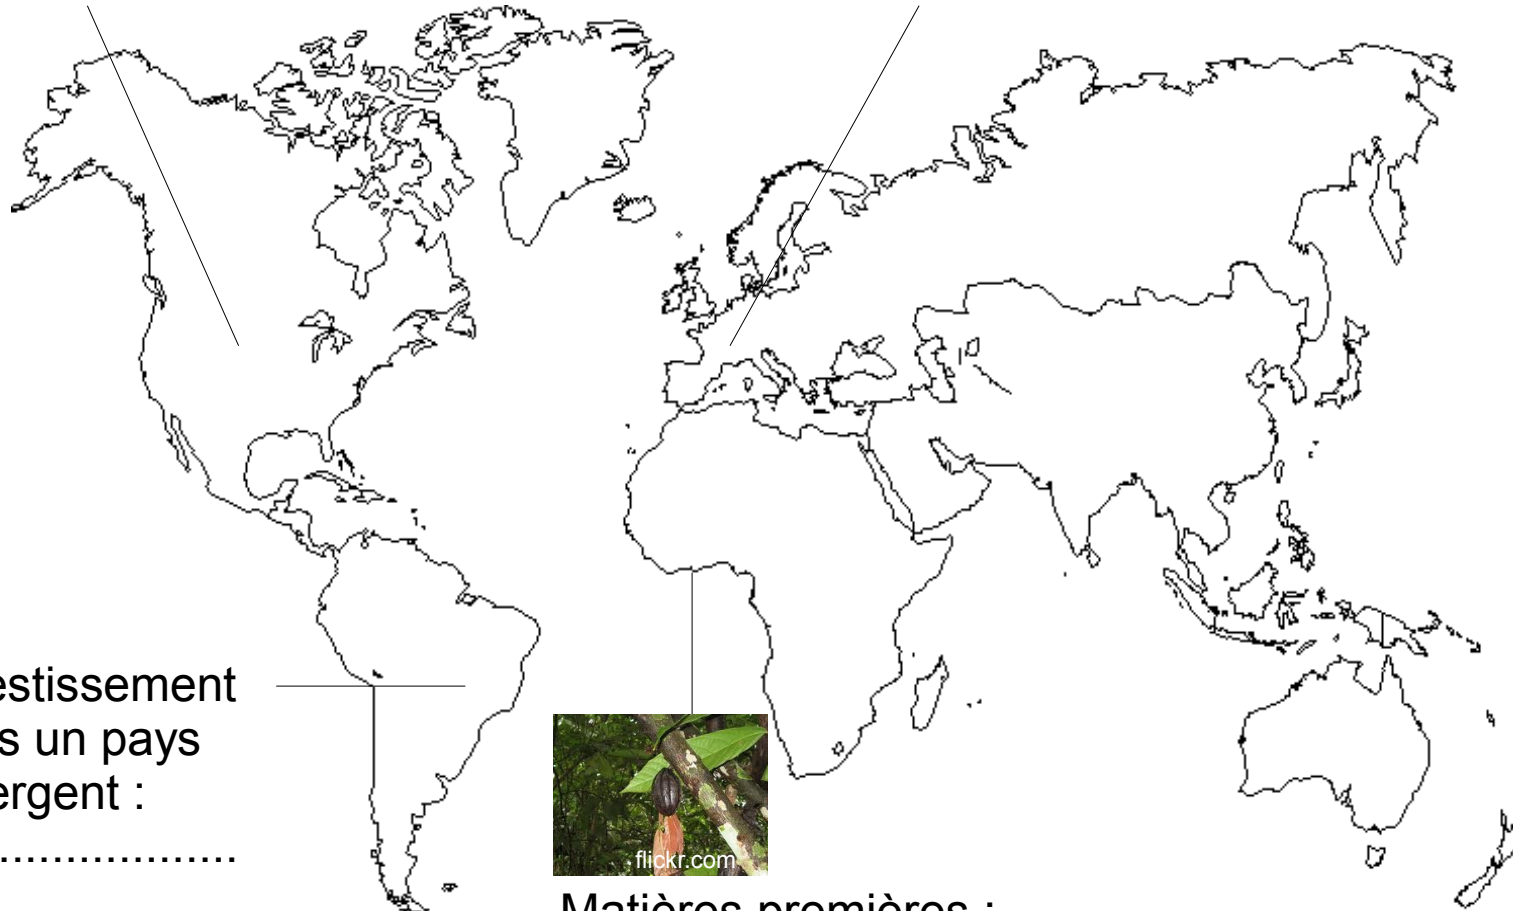 estissement
s un pays
ergent :
..................
flickr.com
Matières premières :